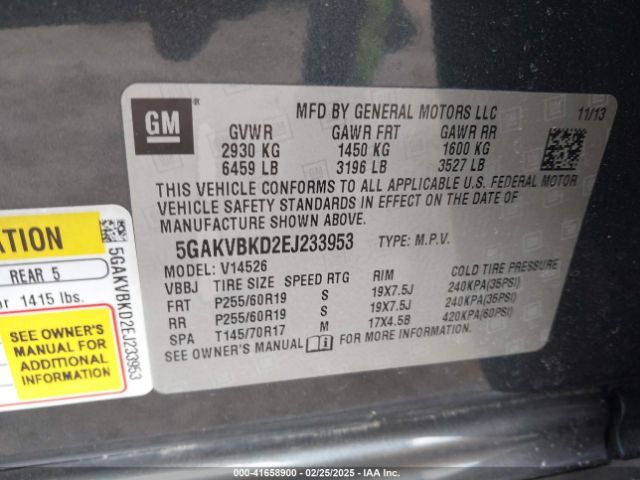 GM ®
MFD BY GENERAL MOTORS LLC 11/13
GVWR GAWR FRT GAWR RR
2930 KG 1450 KG 1600 KG
6459 LB 3196 LB 3527 LB
THIS VEHICLE CONFORMS TO ALL APPLICABLE U.S. FEDERAL MOTOR
VEHICLE SAFETY STANDARDS IN EFFECT ON THE DATE OF
MANUFACTURE SHOWN ABOVE.
5GAKVBKD2EJ233953 TYPE: M.P.V.
MODEL: V14526
VBBJ TIRE SIZE SPEED RTG RIM COLD TIRE PRESSURE
FRT P255/60R19 S 19X7.5J 240KPA(35PSI)
RR P255/60R19 S 19X7.5J 240KPA(35PSI)
SPA T145/70R17 M 17X4.5B 420KPA(60PSI)
SEE OWNER'S MANUAL FOR MORE INFORMATION.
REAR 5
1415 lbs.
SEE OWNER'S
MANUAL FOR
ADDITIONAL
INFORMATION
5GAKVBKD2EJ233953
000-41658900 - 02/25/2025 - IAA Inc.